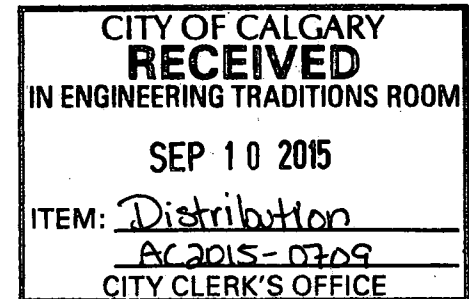 CITY OF CALGARY
RECEIVED
IN ENGINEERING TRADITIONS ROOM
SEP 10 2015
ITEM: Distribution
AC2015-0709
CITY CLERK'S OFFICE